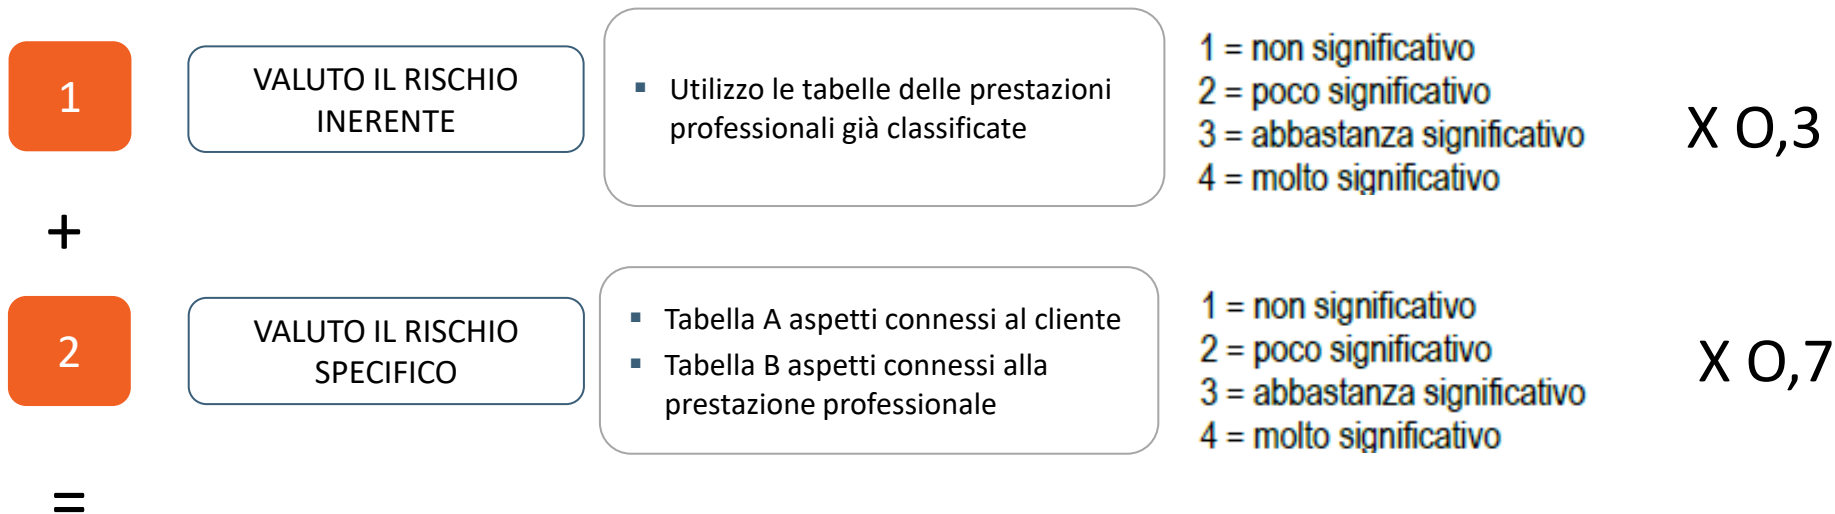 1
VALUTO IL RISCHIO
INERENTE
▪ Utilizzo le tabelle delle prestazioni
professionali già classificate
1 = non significativo
2 = poco significativo
3 = abbastanza significativo
4 = molto significativo
X O,3
+
2
VALUTO IL RISCHIO
SPECIFICO
▪ Tabella A aspetti connessi al cliente
▪ Tabella B aspetti connessi alla
prestazione professionale
1 = non significativo
2 = poco significativo
3 = abbastanza significativo
4 = molto significativo
X O,7
=